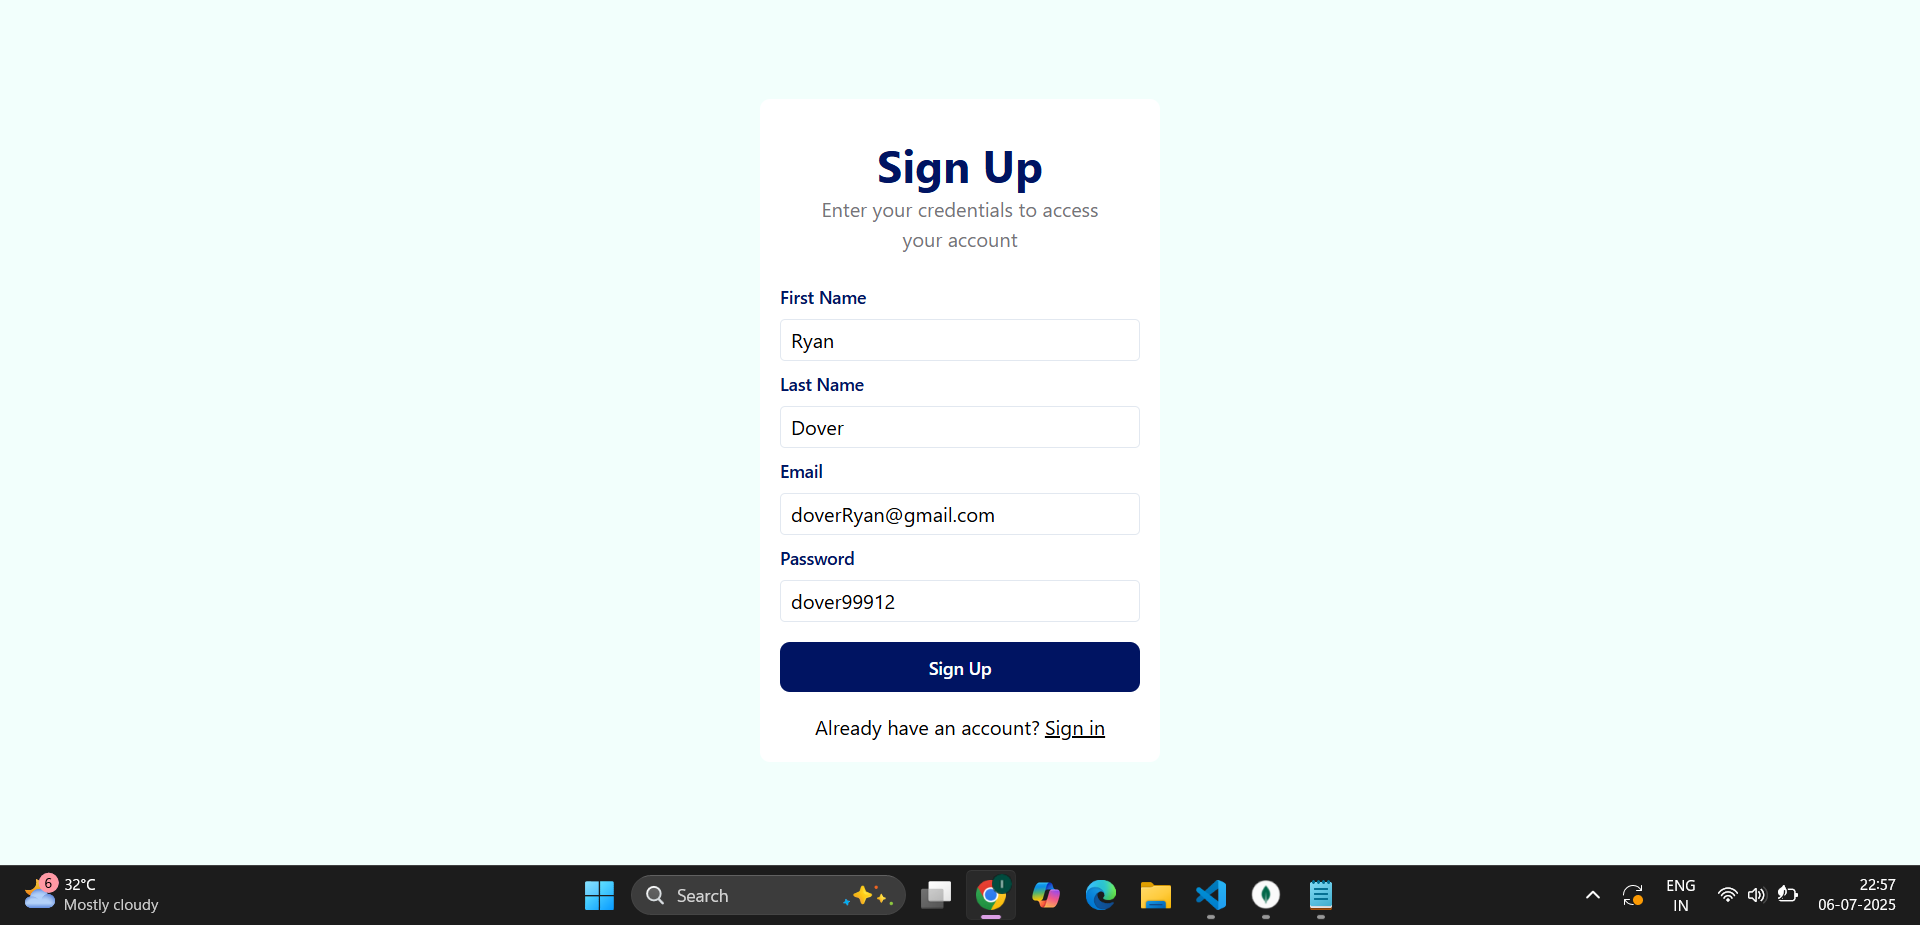 Sign Up
Enter your credentials to access
your account
First Name
Ryan
Last Name
Dover
Email
doverRyan@gmail.com
Password
dover99912
Sign Up
Already have an account? Sign in
6
32°C
Mostly cloudy
Search
ENG
IN
22:57
06-07-2025